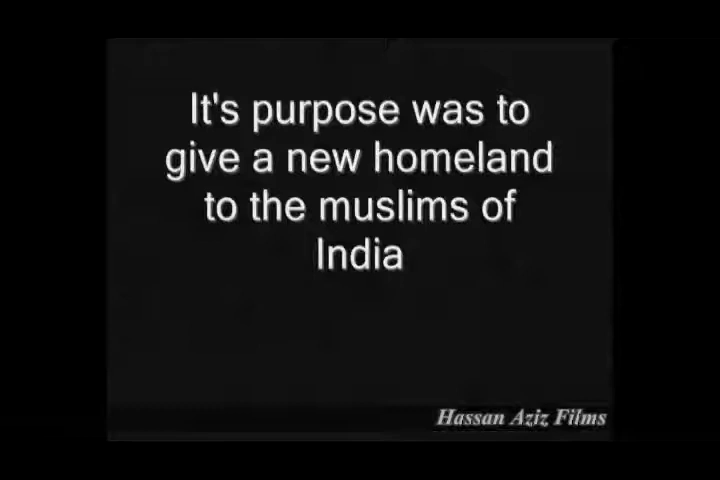 It's purpose was to
give a new homeland
to the muslims of
India
Hassan Aziz Films